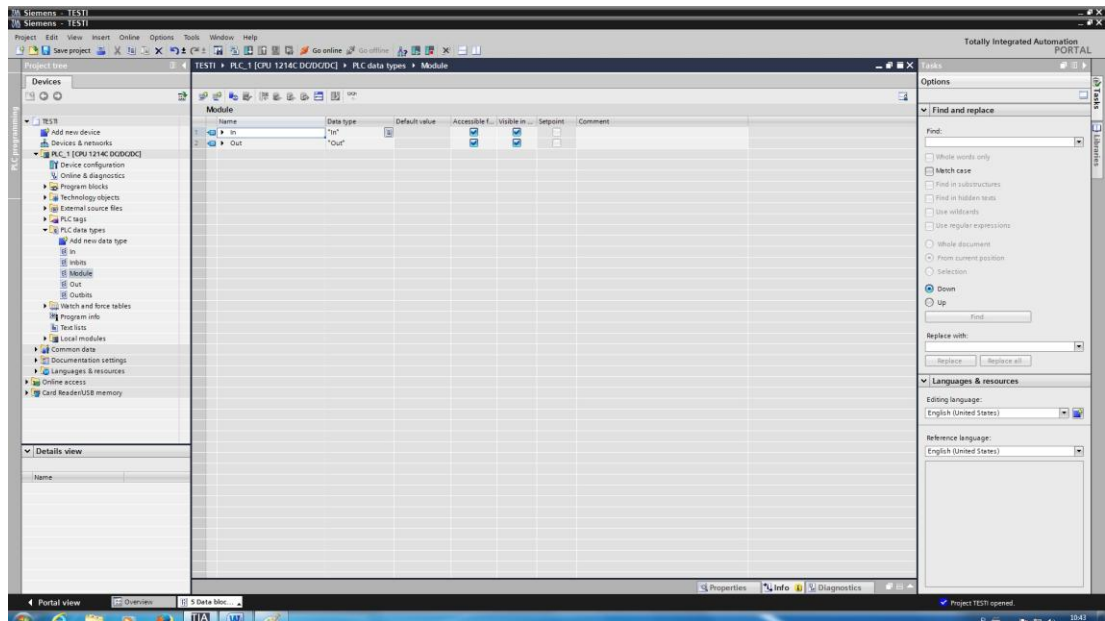 Siemens - TESTI
Siemens - TESTI
Project Edit View Insert Online Options Tools Window Help
Totally Integrated Automation
PORTAL
Save project Go online Go offline
Project tree
TESTI PLC_1 [CPU 1214C DC/DC/DC] PLC data types Module
Tasks
Devices
Options
Module
Find and replace
Name Data type Default value Accessible f... Visible in ... Setpoint Comment
1 In "In"
2 Out "Out"
TESTI
Add new device
Devices & networks
PLC_1 [CPU 1214C DC/DC/DC]
Device configuration
Online & diagnostics
Program blocks
Technology objects
External source files
PLC tags
PLC data types
Add new data type
In
Inbits
Module
Out
Outbits
Watch and force tables
Program info
Text lists
Local modules
Common data
Documentation settings
Languages & resources
Online access
Card Reader/USB memory
Details view
Name
Find:
Whole words only
Match case
Find in substructures
Find in hidden texts
Use wildcards
Use regular expressions
Whole document
From current position
Selection
Down
Up
Find
Replace with:
Replace Replace all
Languages & resources
Editing language:
English (United States)
Reference language:
English (United States)
PLC programming
Tasks
Libraries
Properties Info Diagnostics
Portal view Overview 5 Data bloc...
Project TESTI opened.
TIA
10:43